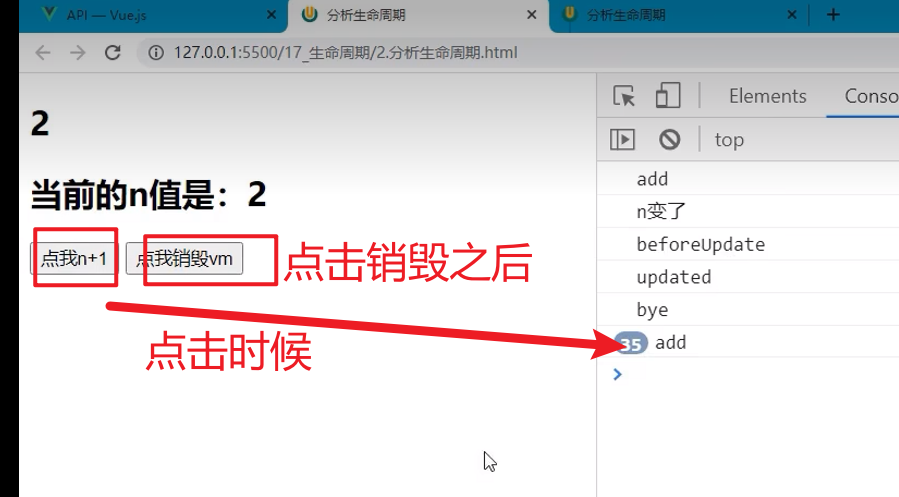 API — Vue.js
分析生命周期
分析生命周期
127.0.0.1:5500/17_生命周期/2.分析生命周期.html
2
当前的n值是：2
点我n+1 点我销毁vm
点击销毁之后
点击时候
Elements Conso
top
add
n变了
beforeUpdate
updated
bye
35 add